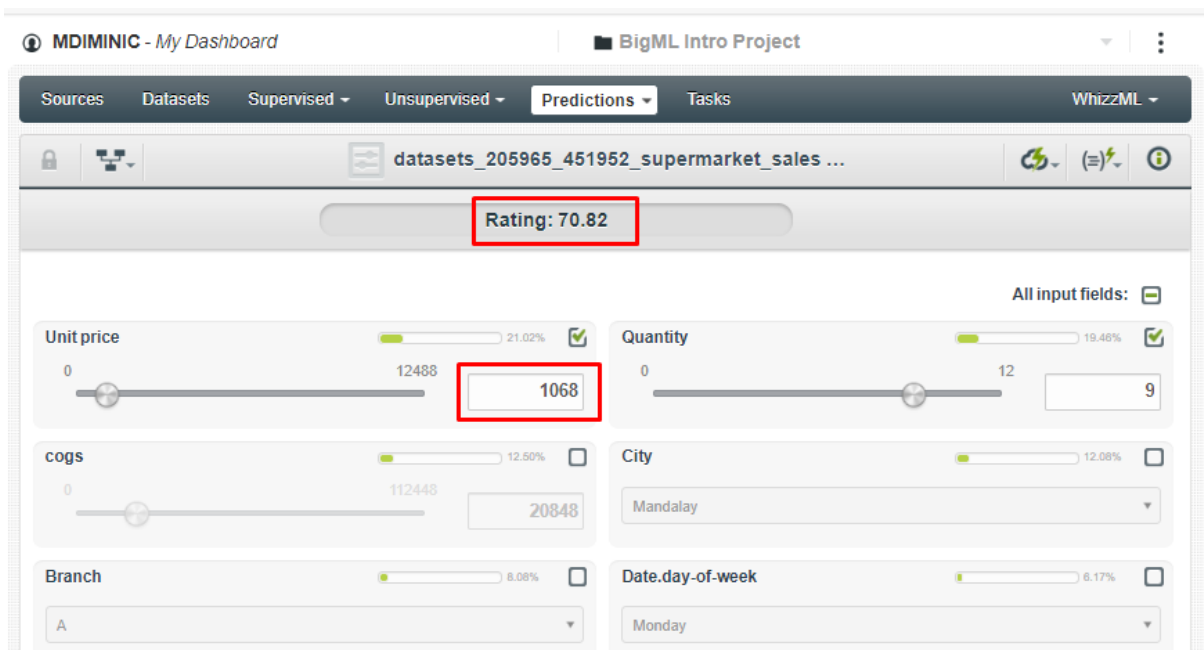 MDIMINIC - My Dashboard BigML Intro Project
Sources Datasets Supervised Unsupervised Predictions Tasks WhizzML
datasets_205965_451952_supermarket_sales ...
Rating: 70.82
All input fields:
Unit price 21.02%
0 12488 1068
Quantity 19.46%
0 12 9
cogs 12.50%
0 112448 20848
City 12.08%
Mandalay
Branch 8.08%
A
Date.day-of-week 6.17%
Monday